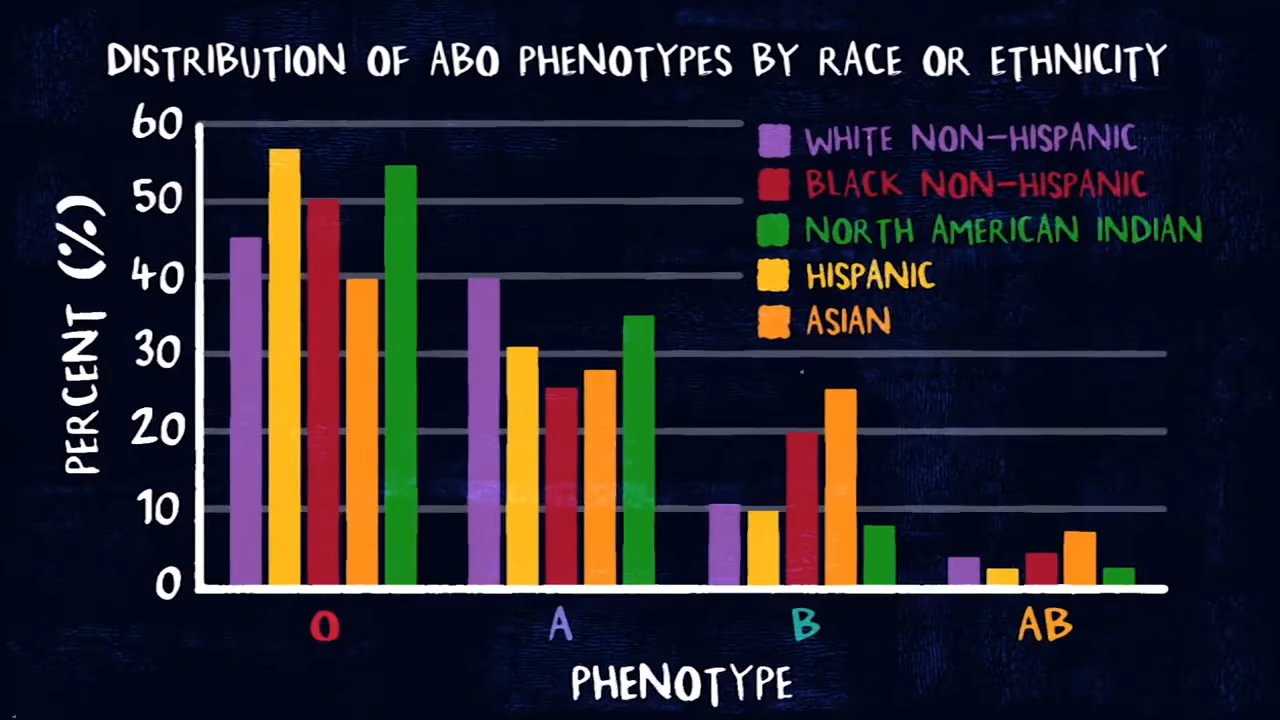 DISTRIBUTION OF ABO PHENOTYPES BY RACE OR ETHNICITY
60
50
40
30
20
10
0
PERCENT (%)
WHITE NON-HISPANIC
BLACK NON-HISPANIC
NORTH AMERICAN INDIAN
HISPANIC
ASIAN
O
A
B
AB
PHENOTYPE